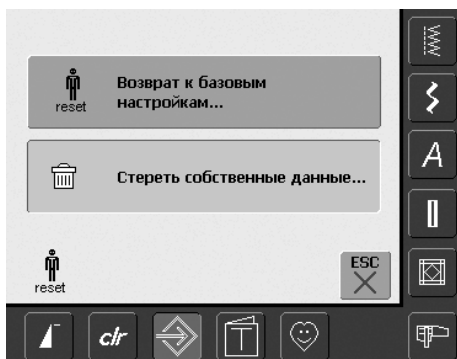 Возврат к базовым
настройкам...
reset
Стереть собственные данные...
reset
ESC
A
clr
T